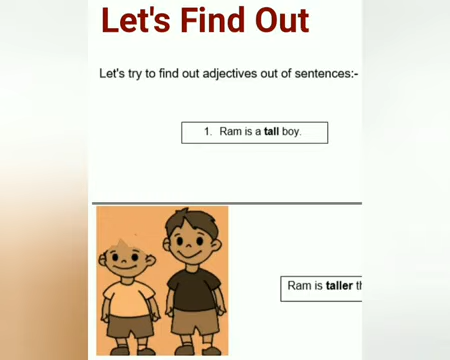 Let's Find Out
Let's try to find out adjectives out of sentences:-
1. Ram is a tall boy.
Ram is taller